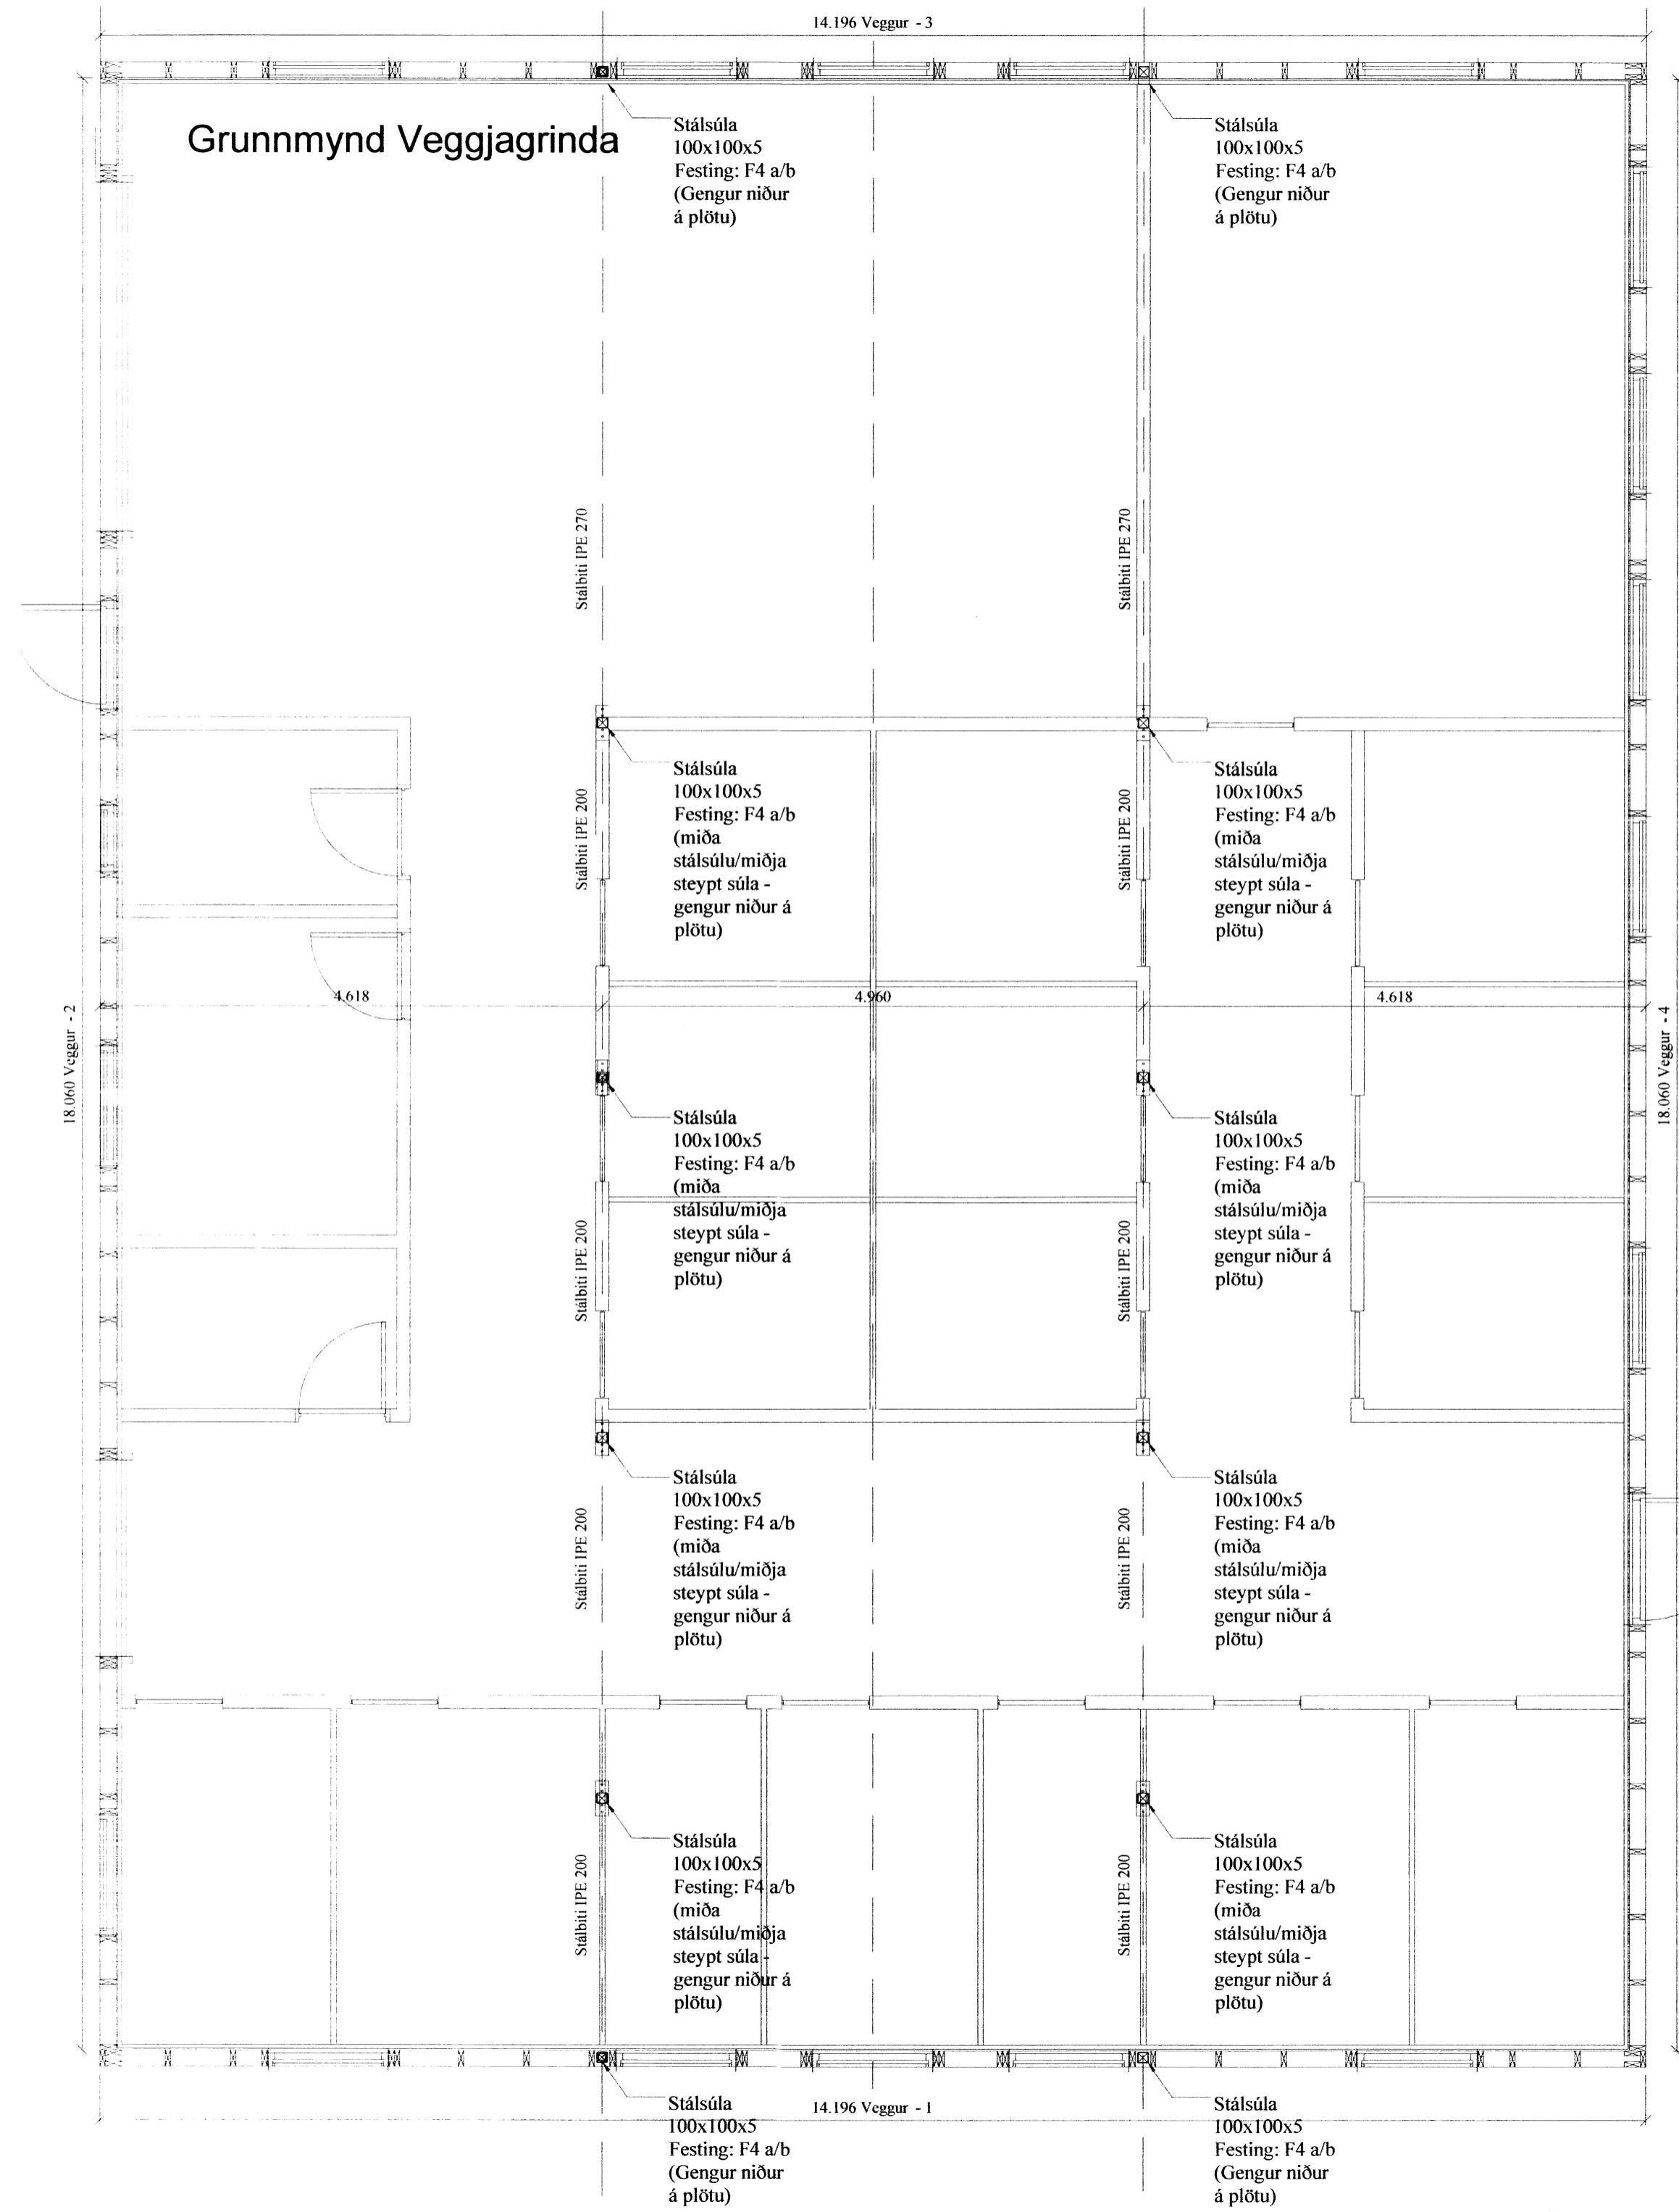 14.196 Veggur - 3
Grunnmynd Veggjagrinda
Stálsúla
100x100x5
Festing: F4 a/b
(Gengur niður
á plötu)
Stálsúla
100x100x5
Festing: F4 a/b
(Gengur niður
á plötu)
Stálbiti IPE 270
Stálbiti IPE 270
Stálsúla
100x100x5
Festing: F4 a/b
(miða
stálsúlu/miðja
steypt súla -
gengur niður á
plötu)
Stálsúla
100x100x5
Festing: F4 a/b
(miða
stálsúlu/miðja
steypt súla -
gengur niður á
plötu)
Stálbiti IPE 200
Stálbiti IPE 200
4.618
4.960
4.618
18.060 Veggur - 2
18.060 Veggur - 4
Stálsúla
100x100x5
Festing: F4 a/b
(miða
stálsúlu/miðja
steypt súla -
gengur niður á
plötu)
Stálsúla
100x100x5
Festing: F4 a/b
(miða
stálsúlu/miðja
steypt súla -
gengur niður á
plötu)
Stálbiti IPE 200
Stálbiti IPE 200
Stálsúla
100x100x5
Festing: F4 a/b
(miða
stálsúlu/miðja
steypt súla -
gengur niður á
plötu)
Stálsúla
100x100x5
Festing: F4 a/b
(miða
stálsúlu/miðja
steypt súla -
gengur niður á
plötu)
Stálbiti IPE 200
Stálbiti IPE 200
Stálsúla
100x100x5
Festing: F4 a/b
(miða
stálsúlu/miðja
steypt súla -
gengur niður á
plötu)
Stálsúla
100x100x5
Festing: F4 a/b
(miða
stálsúlu/miðja
steypt súla -
gengur niður á
plötu)
Stálbiti IPE 200
Stálbiti IPE 200
Stálsúla
100x100x5
Festing: F4 a/b
(Gengur niður
á plötu)
14.196 Veggur - 1
Stálsúla
100x100x5
Festing: F4 a/b
(Gengur niður
á plötu)